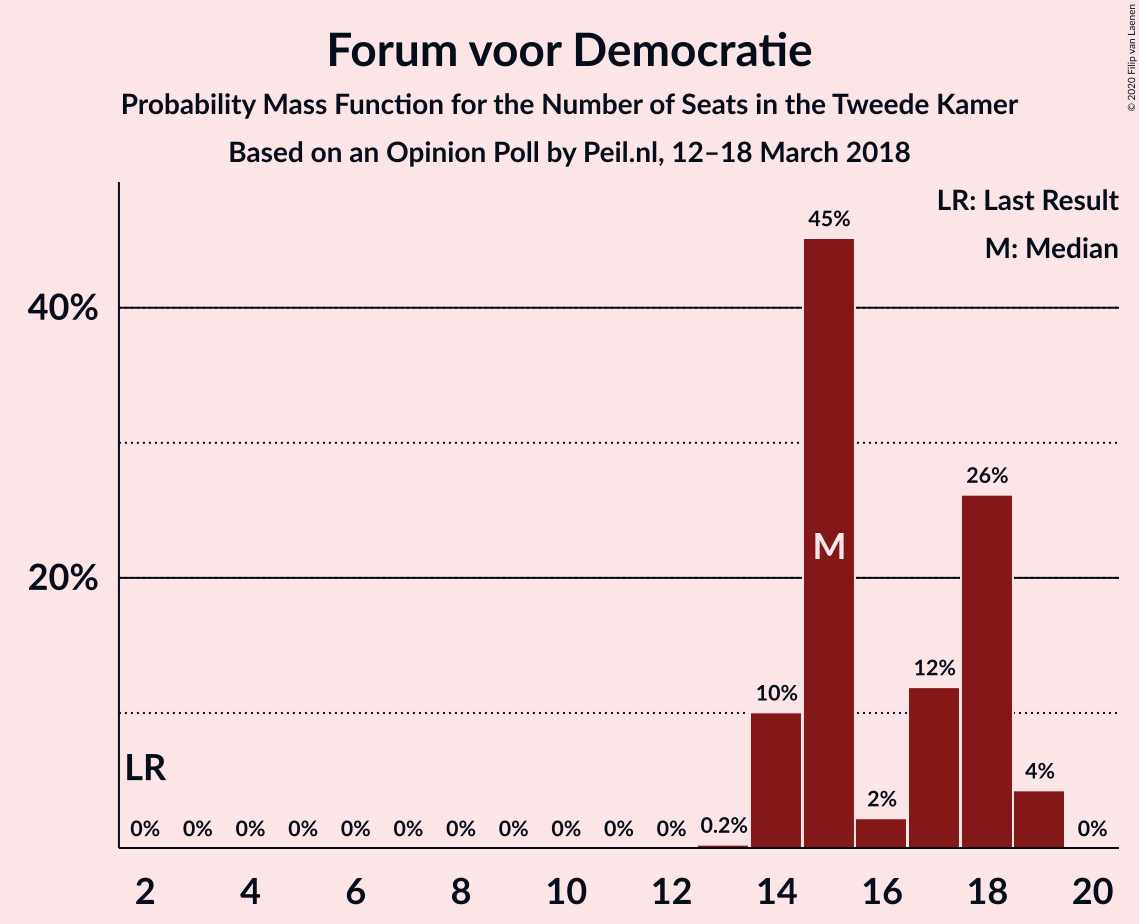 © 2020 Filip van Laenen
Forum voor Democratie
Probability Mass Function for the Number of Seats in the Tweede Kamer
Based on an Opinion Poll by Peil.nl, 12–18 March 2018
LR: Last Result
M: Median
45%
40%
26%
M
20%
12%
10%
LR
4%
2%
0% 0% 0% 0% 0% 0% 0% 0% 0% 0% 0% 0.2% 0%
2 4 6 8 10 12 14 16 18 20